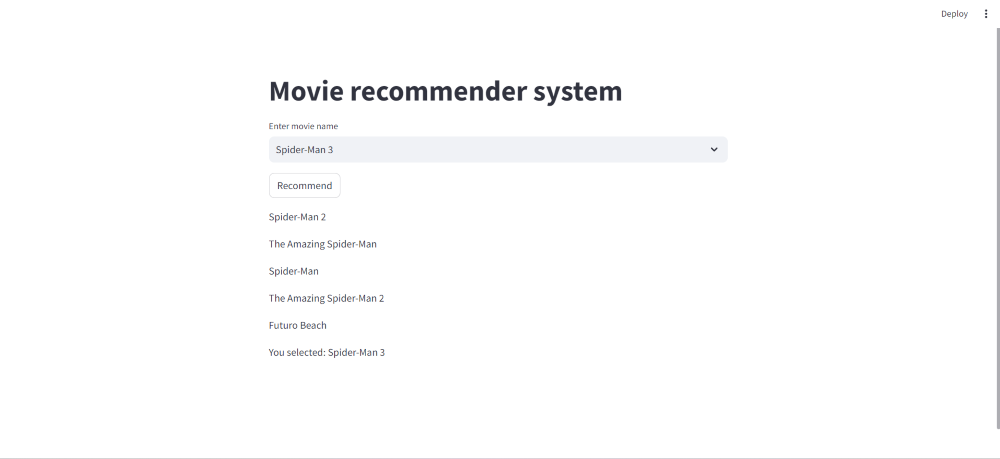 Deploy
Movie recommender system
Enter movie name
Spider-Man 3
Recommend
Spider-Man 2
The Amazing Spider-Man
Spider-Man
The Amazing Spider-Man 2
Futuro Beach
You selected: Spider-Man 3